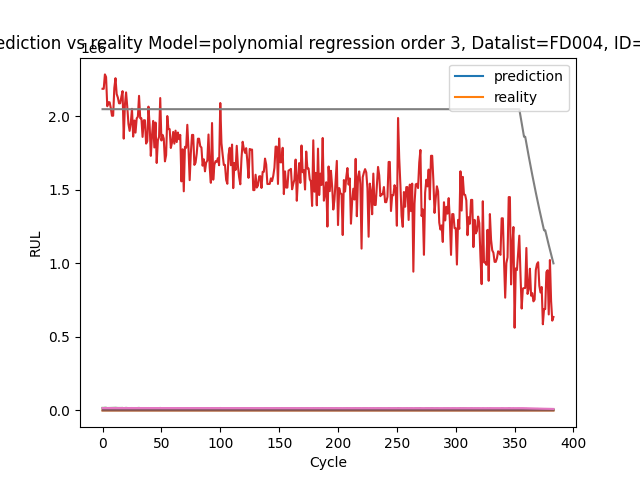 ediction vs reality Model=polynomial regression order 3, Datalist=FD004, ID=
1e6
prediction
reality
2.0
1.5
1.0
0.5
0.0
RUL
0 50 100 150 200 250 300 350 400
Cycle